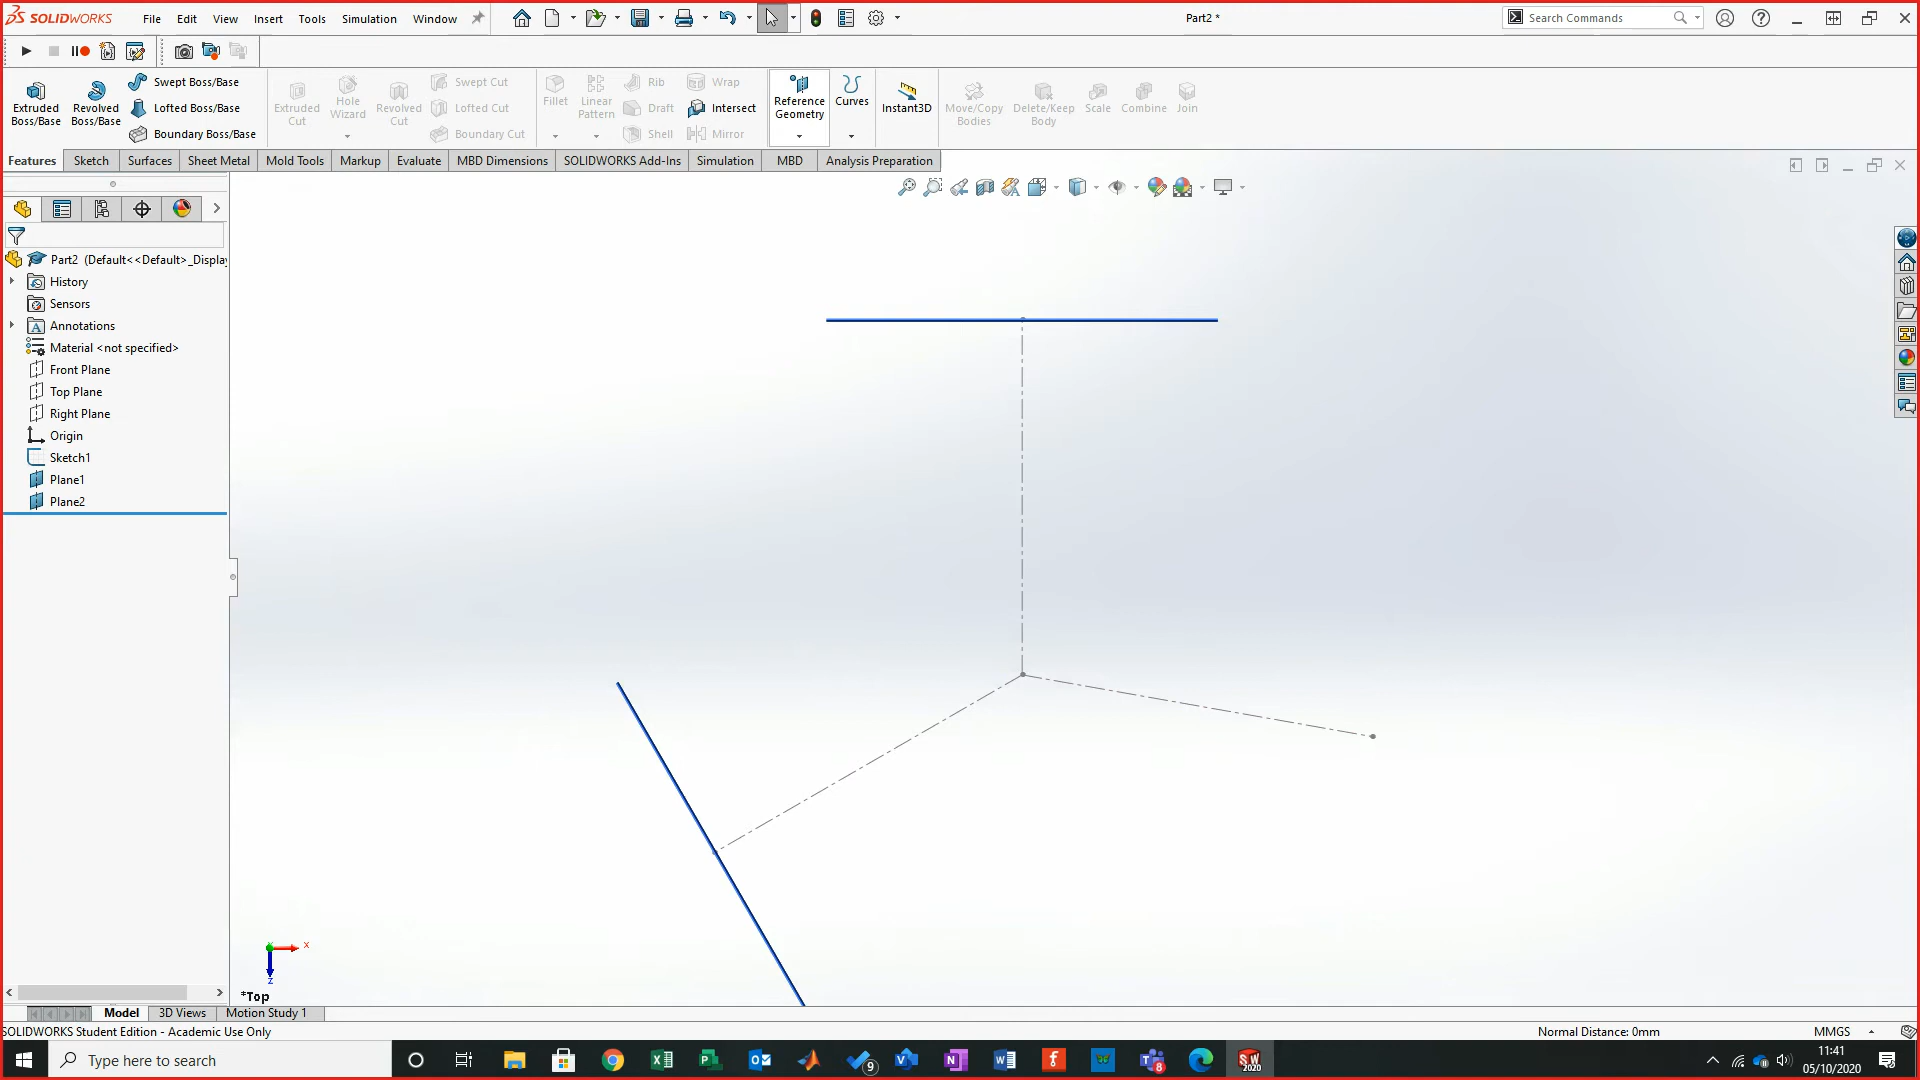 SOLIDWORKS File Edit View Insert Tools Simulation Window Part2 * Search Commands
Swept Boss/Base Swept Cut Rib Wrap
Extruded Boss/Base Revolved Boss/Base Lofted Boss/Base Extruded Cut Hole Wizard Revolved Cut Lofted Cut Fillet Linear Pattern Draft Intersect Reference Geometry Curves Instant3D Move/Copy Bodies Delete/Keep Body Scale Combine Join
Boundary Boss/Base Boundary Cut Shell Mirror
Features Sketch Surfaces Sheet Metal Mold Tools Markup Evaluate MBD Dimensions SOLIDWORKS Add-Ins Simulation MBD Analysis Preparation
Part2 (Default<<Default>_Display
History
Sensors
Annotations
Material <not specified>
Front Plane
Top Plane
Right Plane
Origin
Sketch1
Plane1
Plane2
X
Z
*Top
Model 3D Views Motion Study 1
SOLIDWORKS Student Edition - Academic Use Only Normal Distance: 0mm MMGS
Type here to search 9 8 SW 2020 11:41
05/10/2020